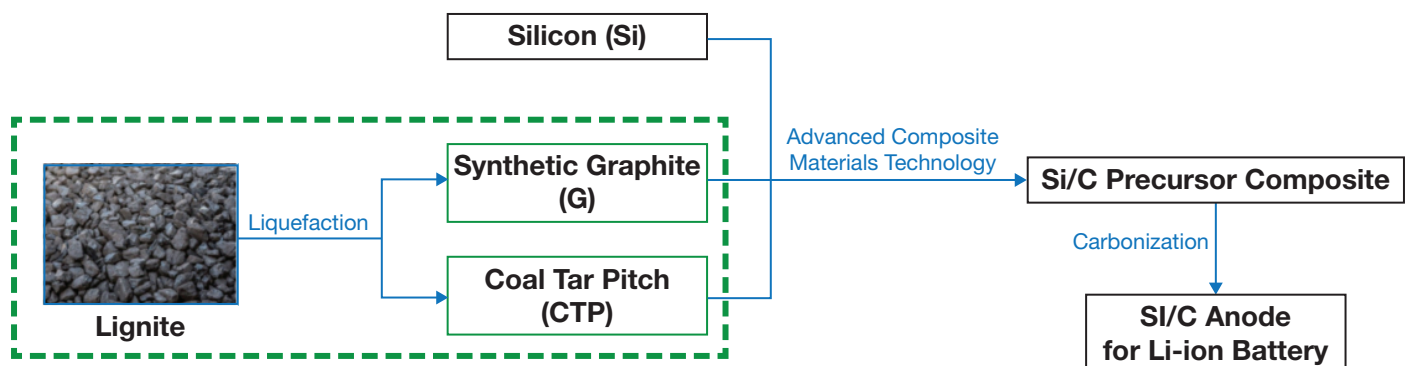 Silicon (Si)
Lignite
Liquefaction
Synthetic Graphite
(G)
Coal Tar Pitch
(CTP)
Advanced Composite
Materials Technology
Si/C Precursor Composite
Carbonization
SI/C Anode
for Li-ion Battery